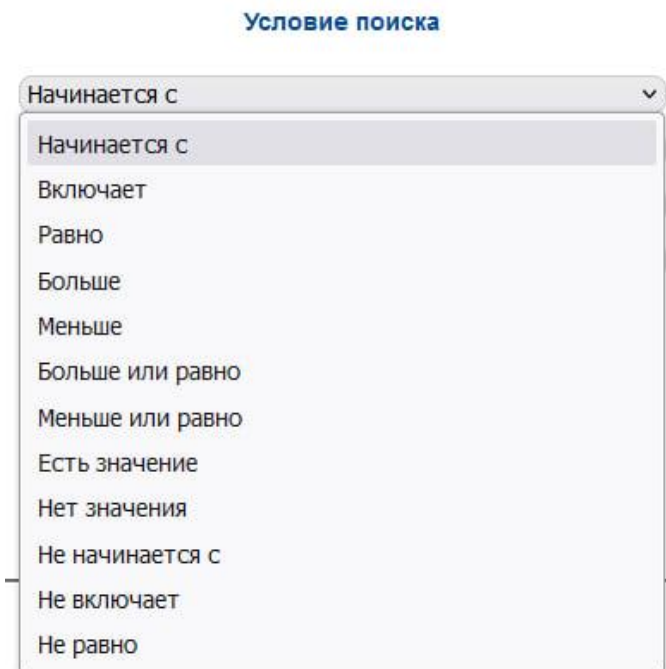 Условие поиска
Начинается с
Начинается с
Включает
Равно
Больше
Меньше
Больше или равно
Меньше или равно
Есть значение
Нет значения
Не начинается с
Не включает
Не равно